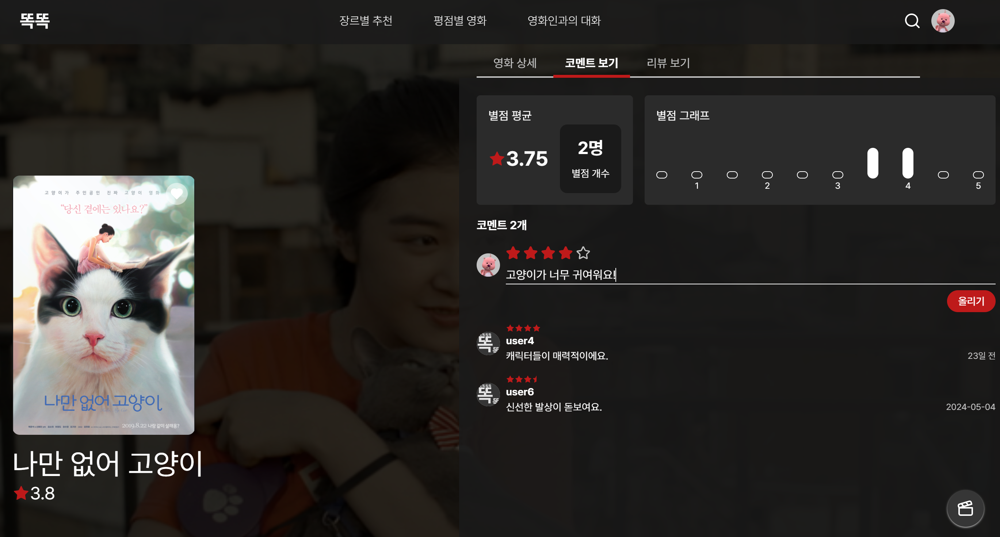 똑똑
장르별 추천
평점별 영화
영화인과의 대화
영화 상세
코멘트 보기
리뷰 보기
고양이가 주인공인 진짜 고양이 영화
“당신 곁에는 있나요?”
나만 없어 고양이
2019.8.22 나랑 같이 살래옹?
나만 없어 고양이
3.8
별점 평균
3.75
2명
별점 개수
별점 그래프
1 2 3 4 5
코멘트 2개
고양이가 너무 귀여워요!
올리기
user4
캐릭터들이 매력적이에요.
23일 전
user6
신선한 발상이 돋보여요.
2024-05-04